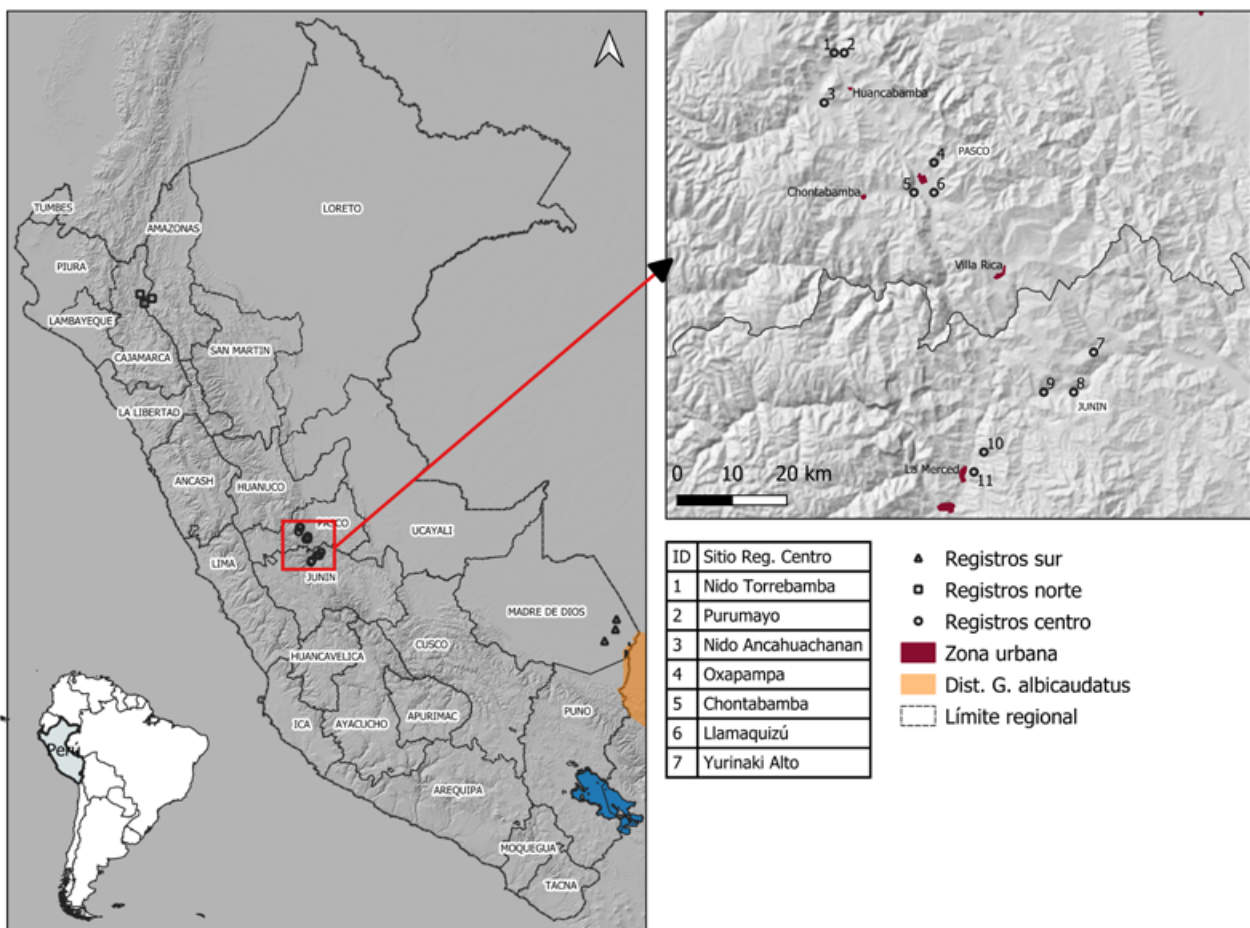 TUMBES
PIURA
LAMBAYEQUE
AMAZONAS
CAJAMARCA
LORETO
SAN MARTIN
LA LIBERTAD
ANCASH
HUANUCO
PASCO
UCAYALI
LIMA
JUNIN
MADRE DE DIOS
HUANCAVELICA
CUSCO
ICA
AYACUCHO
APURIMAC
PUNO
AREQUIPA
MOQUEGUA
TACNA
Perú
1
2
Huancabamba
3
4
PASCO
5
6
Chontabamba
Villa Rica
7
9
8
JUNIN
10
La Merced
11
0 10 20 km
ID Sitio Reg. Centro
1 Nido Torrebamba
2 Purumayo
3 Nido Ancahuachanan
4 Oxapampa
5 Chontabamba
6 Llamaquizú
7 Yurinaki Alto
Registros sur
Registros norte
Registros centro
Zona urbana
Dist. G. albicaudatus
Límite regional